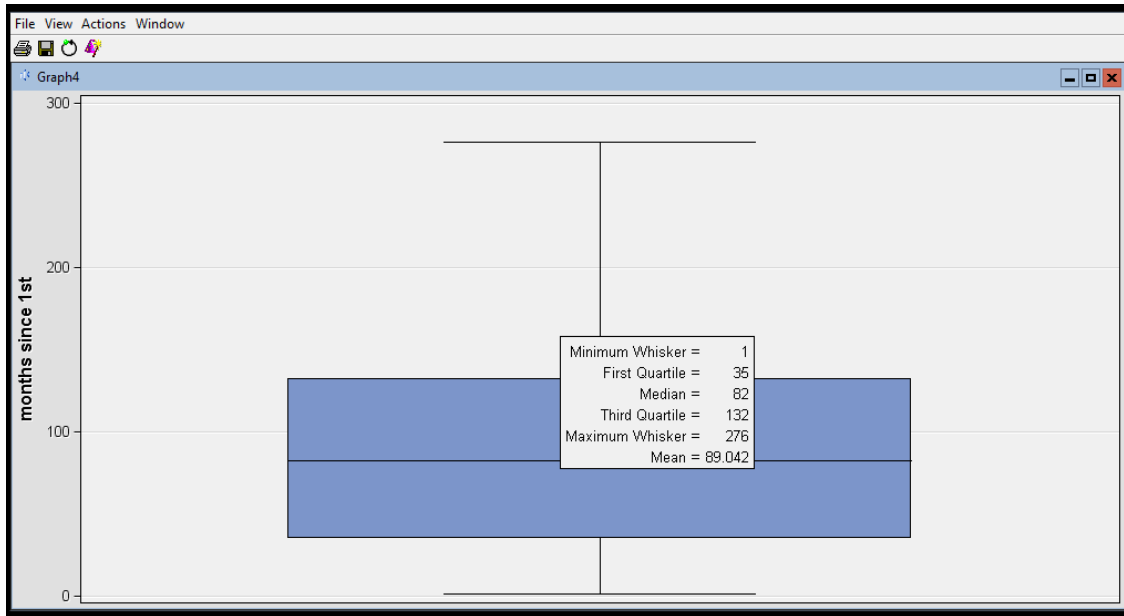 File View Actions Window
Graph4
300
200
100
0
months since 1st
Minimum Whisker = 1
First Quartile = 35
Median = 82
Third Quartile = 132
Maximum Whisker = 276
Mean = 89.042